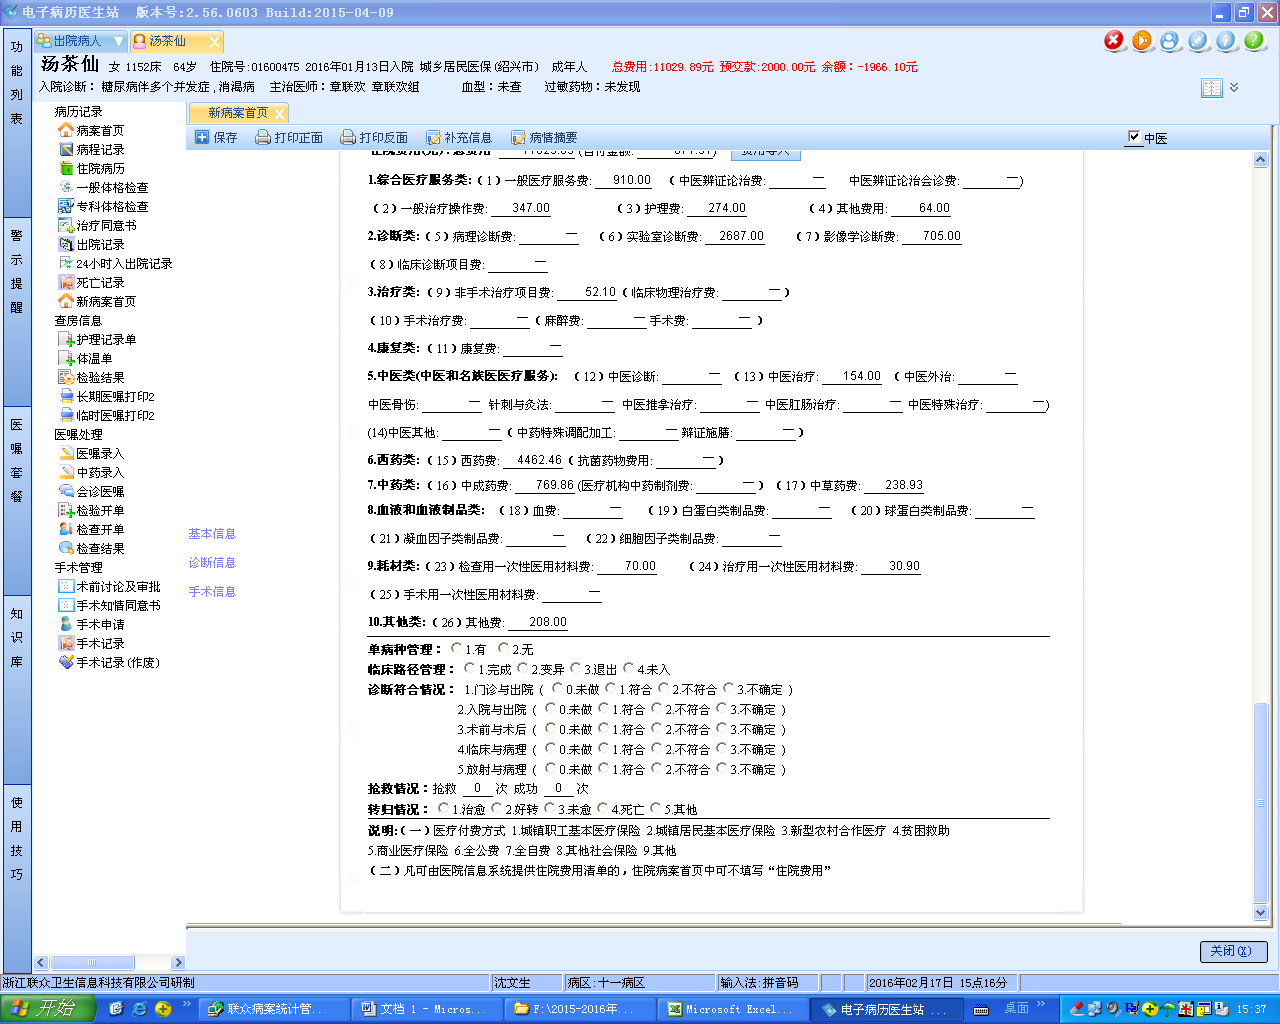 电子病历医生站 版本号:2.56.0603 Build:2015-04-09
出院病人 汤茶仙
汤茶仙 女 1152床 64岁 住院号:01600475 2016年01月13日入院 城乡居民医保(绍兴市) 成年人 总费用:11029.89元 预交款:2000.00元 余额:-1966.10元
入院诊断: 糖尿病伴多个并发症,消渴病 主治医师:章联欢 章联欢组 血型:未查 过敏药物:未发现
功能列表
警示提醒
医嘱套餐
知识库
使用技巧
病历记录
病案首页
病程记录
住院病历
一般体格检查
专科体格检查
治疗同意书
出院记录
24小时入出院记录
死亡记录
新病案首页
查房信息
护理记录单
体温单
检验结果
长期医嘱打印2
临时医嘱打印2
医嘱处理
医嘱录入
中药录入
会诊医嘱
检验开单
检查开单
检查结果
手术管理
术前讨论及审批
手术知情同意书
手术申请
手术记录
手术记录(作废)
新病案首页
保存 打印正面 打印反面 补充信息 病情摘要 中医
基本信息
诊断信息
手术信息
1.综合医疗服务类:(1)一般医疗服务费: 910.00 (中医辨证论治费: — 中医辨证论治会诊费: —)
(2)一般治疗操作费: 347.00 (3)护理费: 274.00 (4)其他费用: 64.00
2.诊断类:(5)病理诊断费: — (6)实验室诊断费: 2687.00 (7)影像学诊断费: 705.00
(8)临床诊断项目费: —
3.治疗类:(9)非手术治疗项目费: 52.10 (临床物理治疗费: —)
(10)手术治疗费: — (麻醉费: — 手术费: — )
4.康复类:(11)康复费: —
5.中医类(中医和名族医医疗服务): (12)中医诊断: — (13)中医治疗: 154.00 (中医外治: —
中医骨伤: — 针刺与灸法: — 中医推拿治疗: — 中医肛肠治疗: — 中医特殊治疗: —)
(14)中医其他: — (中药特殊调配加工: — 辩证施膳: —)
6.西药类:(15)西药费: 4462.46 (抗菌药物费用: —)
7.中药类:(16)中成药费: 769.86 (医疗机构中药制剂费: — ) (17)中草药费: 238.93
8.血液和血液制品类: (18)血费: — (19)白蛋白类制品费: — (20)球蛋白类制品费: —
(21)凝血因子类制品费: — (22)细胞因子类制品费: —
9.耗材类:(23)检查用一次性医用材料费: 70.00 (24)治疗用一次性医用材料费: 30.90
(25)手术用一次性医用材料费: —
10.其他类:(26)其他费: 208.00
单病种管理: 1.有 2.无
临床路径管理: 1.完成 2.变异 3.退出 4.未入
诊断符合情况: 1.门诊与出院 ( 0.未做 1.符合 2.不符合 3.不确定 )
2.入院与出院 ( 0.未做 1.符合 2.不符合 3.不确定 )
3.术前与术后 ( 0.未做 1.符合 2.不符合 3.不确定 )
4.临床与病理 ( 0.未做 1.符合 2.不符合 3.不确定 )
5.放射与病理 ( 0.未做 1.符合 2.不符合 3.不确定 )
抢救情况:抢救 0 次 成功 0 次
转归情况: 1.治愈 2.好转 3.未愈 4.死亡 5.其他
说明:(一)医疗付费方式 1.城镇职工基本医疗保险 2.城镇居民基本医疗保险 3.新型农村合作医疗 4.贫困救助
5.商业医疗保险 6.全公费 7.全自费 8.其他社会保险 9.其他
(二)凡可由医院信息系统提供住院费用清单的,住院病案首页中可不填写“住院费用”
关闭(X)
浙江联众卫生信息科技有限公司研制 沈文生 病区:十一病区 输入法:拼音码 2016年02月17日 15点16分
开始 联众病案统计管... 文档 1 - Micros... F:\2015-2016年... Microsoft Excel... 电子病历医生站 ... 桌面 15:37